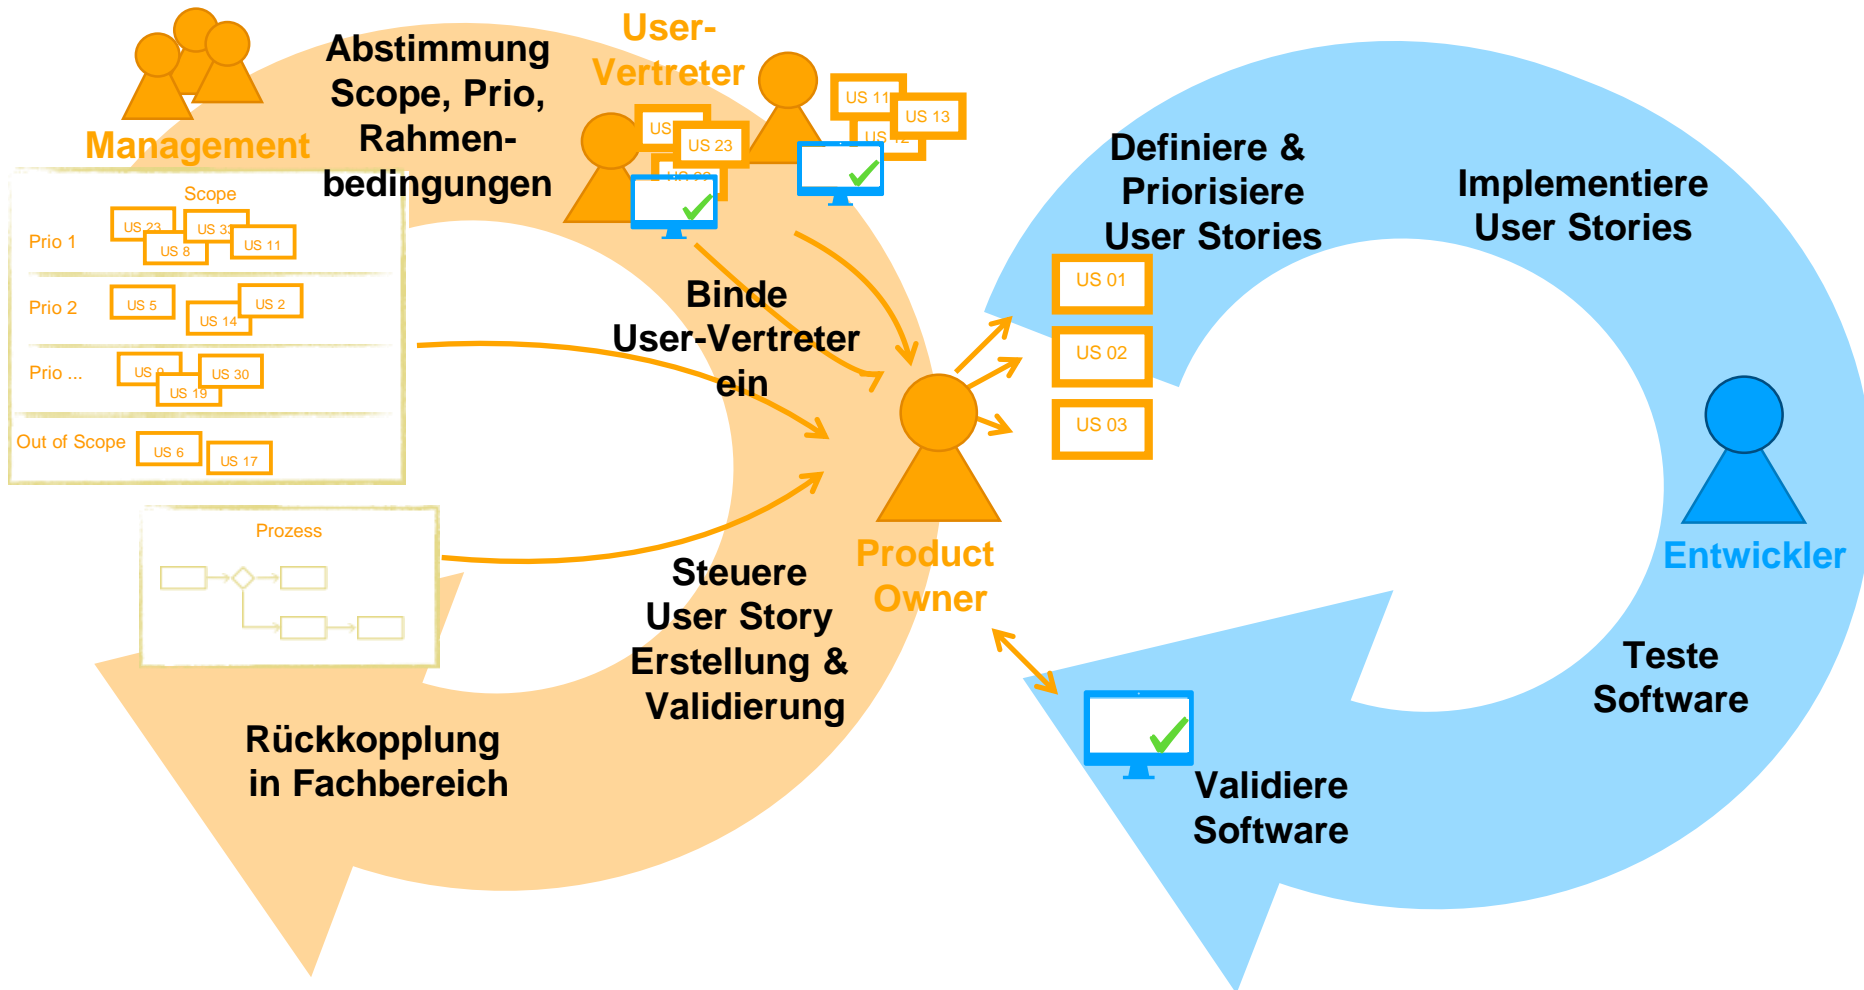 Management
Abstimmung
Scope, Prio,
Rahmen-
bedingungen
User-
Vertreter
US
US 23
US 11
US 13
Scope
Prio 1
US 23
US 8
US 33
US 11
Prio 2
US 5
US 14
US 2
Prio ...
US 9
US 19
US 30
Out of Scope
US 6
US 17
Prozess
Binde
User-Vertreter
ein
Steuere
User Story
Erstellung &
Validierung
Rückkopplung
in Fachbereich
Product
Owner
Definiere &
Priorisiere
User Stories
US 01
US 02
US 03
Implementiere
User Stories
Entwickler
Teste
Software
Validiere
Software